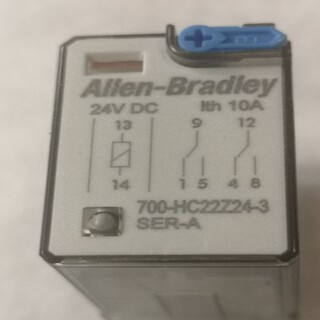 Allen-Bradley
24V DC Ith 10A
13 9 12
14 1 5 4 8
700-HC22Z24-3
SER-A